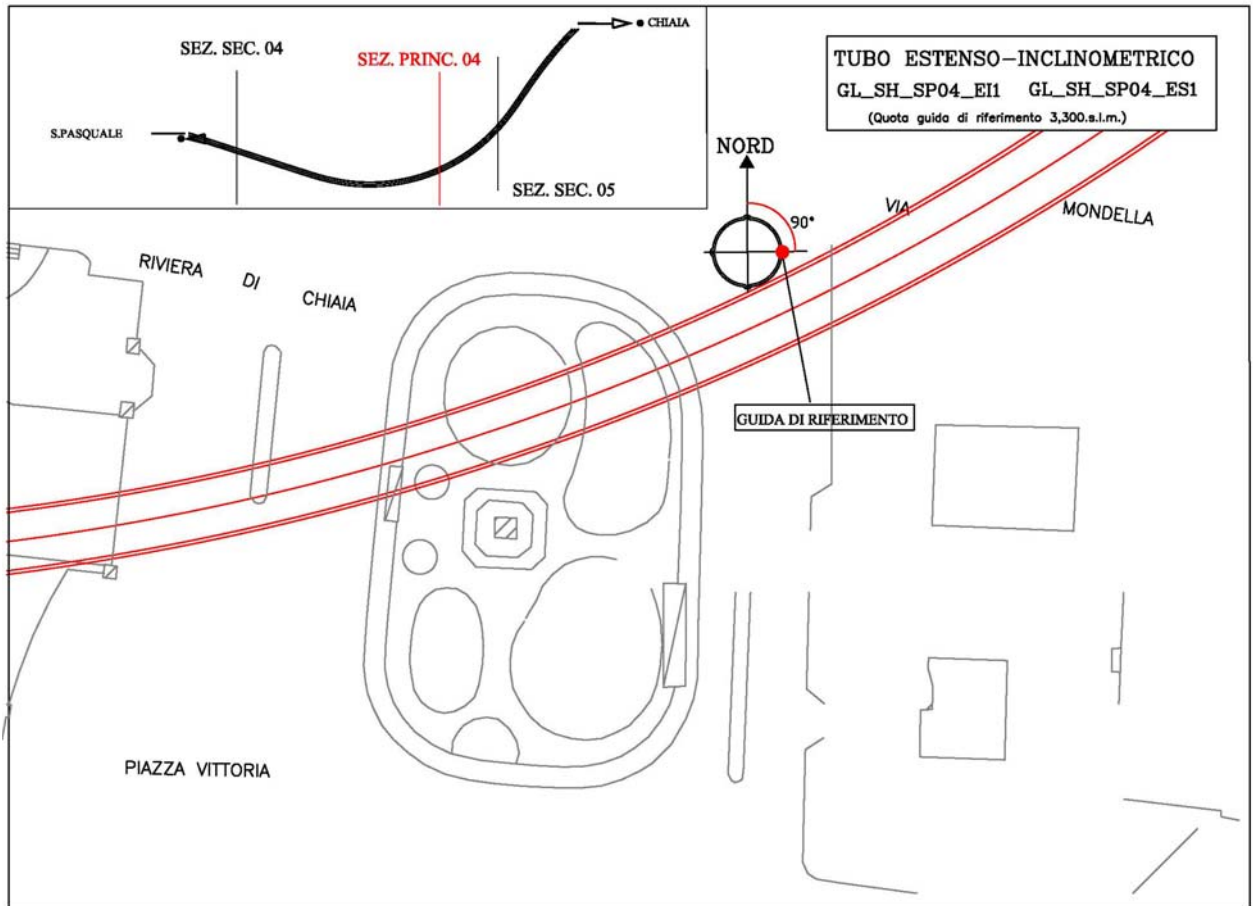 CHIAIA
SEZ. SEC. 04
SEZ. PRINC. 04
S.PASQUALE
SEZ. SEC. 05
TUBO ESTENSO-INCLINOMETRICO
GL_SH_SP04_EI1 GL_SH_SP04_ES1
(Quota guida di riferimento 3,300.s.l.m.)
NORD
90°
VIA MONDELLA
RIVIERA DI CHIAIA
GUIDA DI RIFERIMENTO
PIAZZA VITTORIA